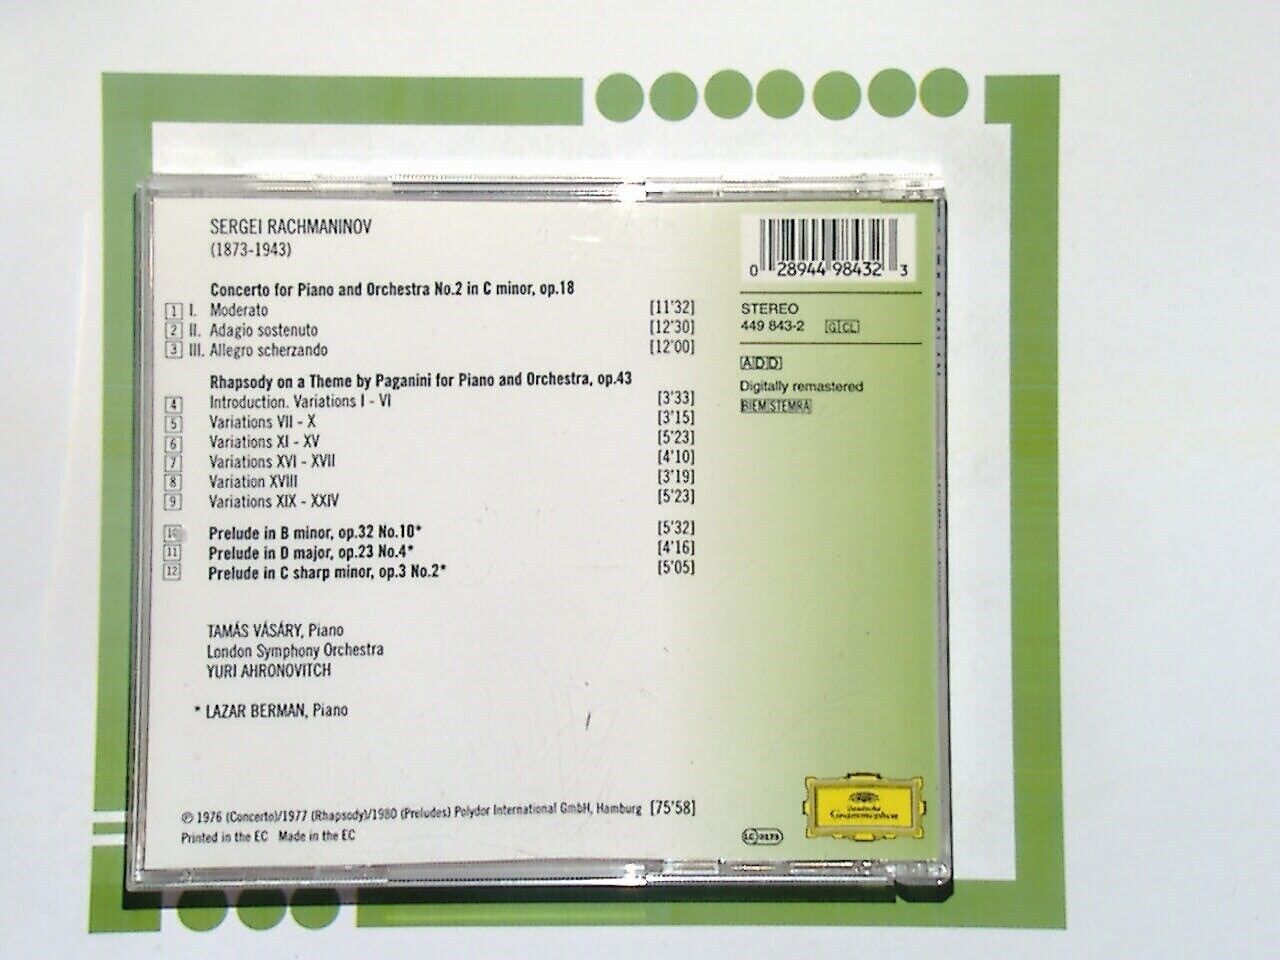 SERGEI RACHMANINOV
(1873-1943)
Concerto for Piano and Orchestra No.2 in C minor, op.18
1 I. Moderato [11'32]
2 II. Adagio sostenuto [12'30]
3 III. Allegro scherzando [12'00]
Rhapsody on a Theme by Paganini for Piano and Orchestra, op.43
4 Introduction. Variations I - VI [3'33]
5 Variations VII - X [3'15]
6 Variations XI - XV [5'23]
7 Variations XVI - XVII [4'10]
8 Variation XVIII [3'19]
9 Variations XIX - XXIV [5'23]
10 Prelude in B minor, op.32 No.10* [5'32]
11 Prelude in D major, op.23 No.4* [4'16]
12 Prelude in C sharp minor, op.3 No.2* [5'05]
TAMÁS VÁSÁRY, Piano
London Symphony Orchestra
YURI AHRONOVITCH
* LAZAR BERMAN, Piano
℗ 1976 (Concerto)/1977 (Rhapsody)/1980 (Preludes) Polydor International GmbH, Hamburg [75'58]
Printed in the EC Made in the EC
0 28944 98432 3
STEREO
449 843-2 GCL
ADD
Digitally remastered
BIEM/STEMRA
Deutsche
Grammophon
LC 0173